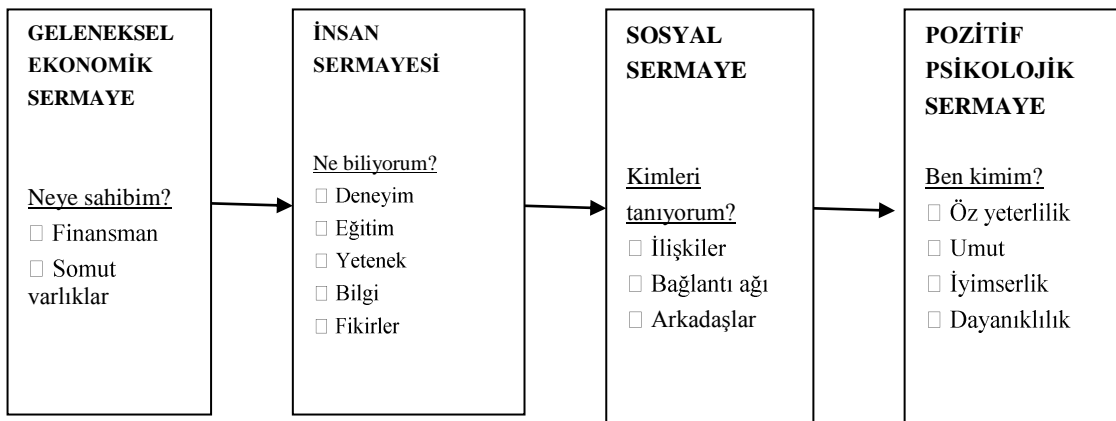 GELENEKSEL
EKONOMİK
SERMAYE
Neye sahibim?
□ Finansman
□ Somut
varlıklar
İNSAN
SERMAYESİ
Ne biliyorum?
□ Deneyim
□ Eğitim
□ Yetenek
□ Bilgi
□ Fikirler
SOSYAL
SERMAYE
Kimleri
tanıyorum?
□ İlişkiler
□ Bağlantı ağı
□ Arkadaşlar
POZİTİF
PSİKOLOJİK
SERMAYE
Ben kimim?
□ Öz yeterlilik
□ Umut
□ İyimserlik
□ Dayanıklılık